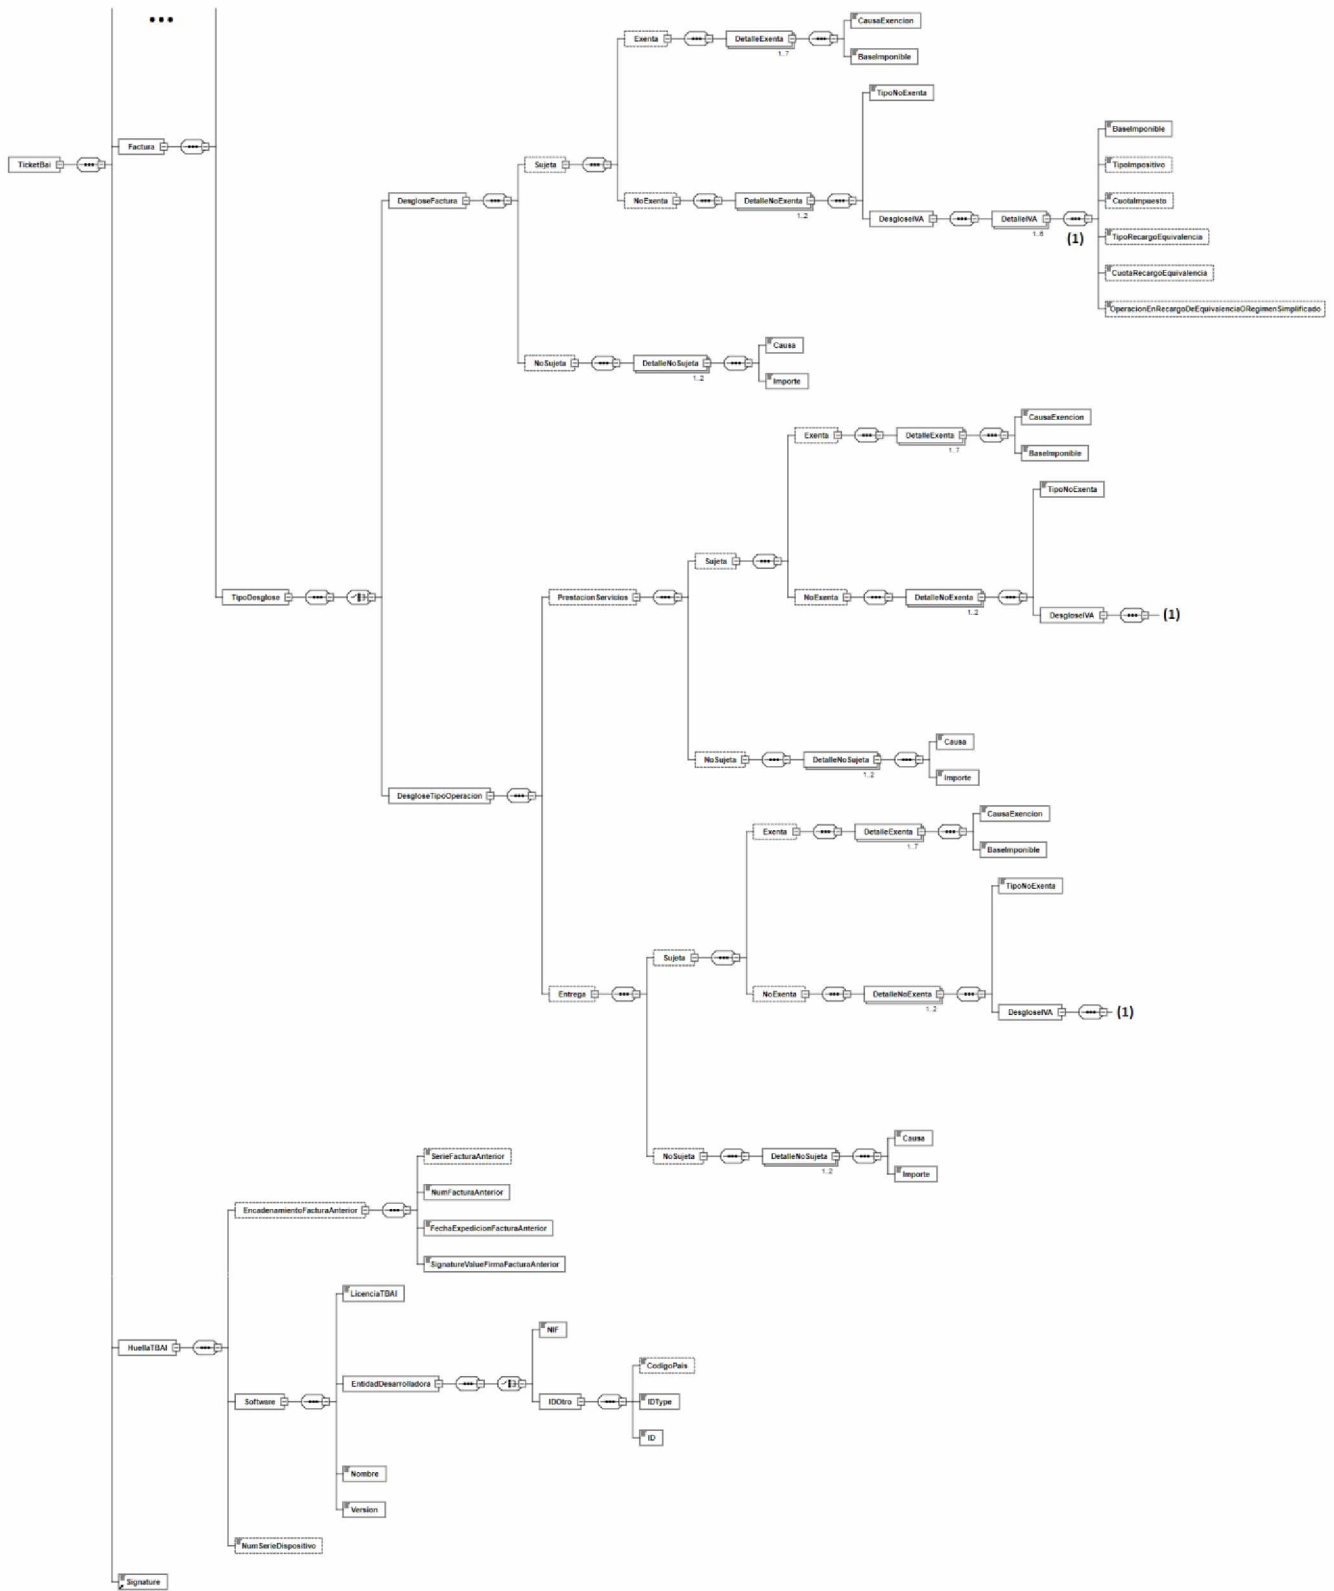 •••
TicketBai
Factura
TipoDesglose
DesgloseFactura
Sujeta
Exenta
DetalleExenta
1..7
CausaExencion
BaseImponible
NoExenta
DetalleNoExenta
1..2
TipoNoExenta
DesgloseIVA
DetalleIVA
1..6
(1)
BaseImponible
TipoImpositivo
CuotaImpuesto
TipoRecargoEquivalencia
CuotaRecargoEquivalencia
OperacionEnRecargoDeEquivalenciaORegimenSimplificado
NoSujeta
DetalleNoSujeta
1..2
Causa
Importe
DesgloseTipoOperacion
PrestacionServicios
Sujeta
Exenta
DetalleExenta
1..7
CausaExencion
BaseImponible
NoExenta
DetalleNoExenta
1..2
TipoNoExenta
DesgloseIVA
(1)
NoSujeta
DetalleNoSujeta
1..2
Causa
Importe
Entrega
Sujeta
Exenta
DetalleExenta
1..7
CausaExencion
BaseImponible
NoExenta
DetalleNoExenta
1..2
TipoNoExenta
DesgloseIVA
(1)
NoSujeta
DetalleNoSujeta
1..2
Causa
Importe
HuellaTBAI
EncadenamientoFacturaAnterior
SerieFacturaAnterior
NumFacturaAnterior
FechaExpedicionFacturaAnterior
SignatureValueFirmaFacturaAnterior
Software
LicenciaTBAI
EntidadDesarrolladora
NIF
IDOtro
CodigoPais
IDType
ID
Nombre
Version
NumSerieDispositivo
Signature